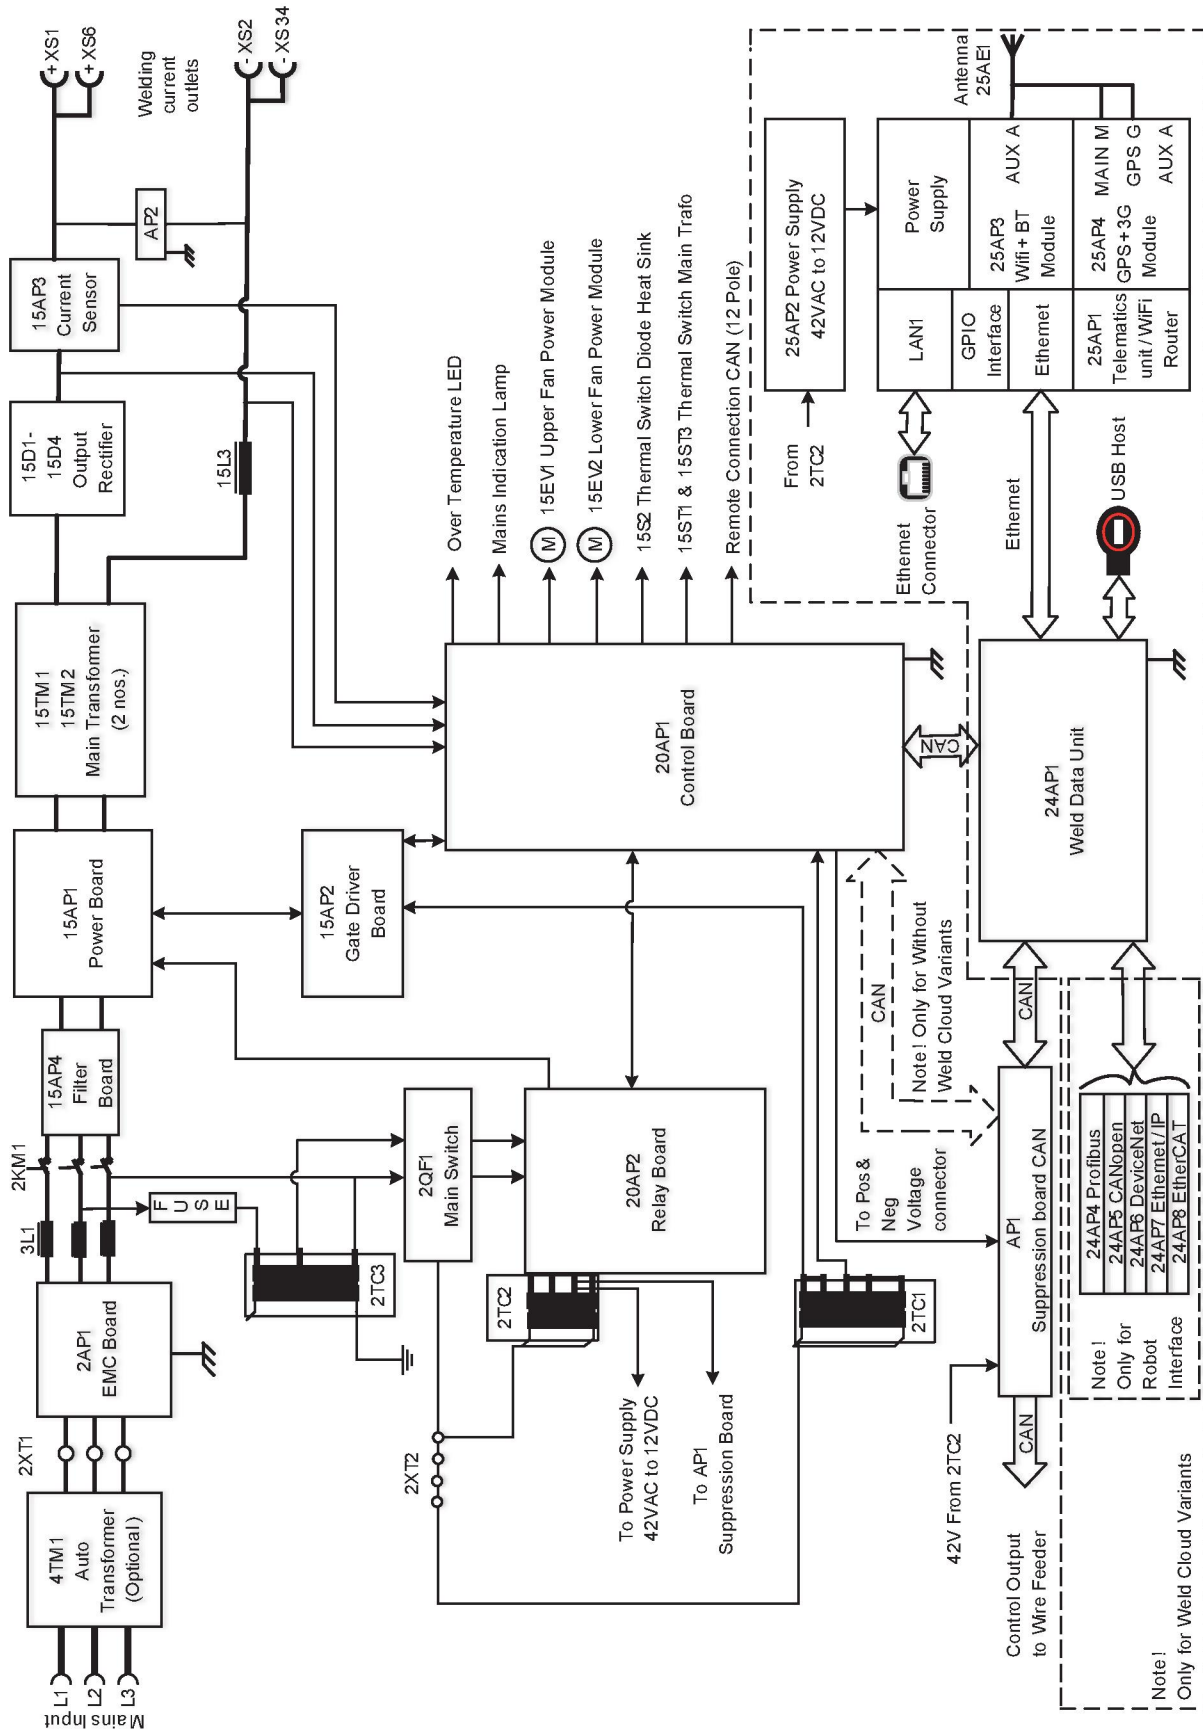 Mains Input
L1
L2
L3
4TM1
Auto
Transformer
(Optional)
2XT1
2AP1
EMC Board
3L1
2KM1
FUSE
15AP4
Filter
Board
15AP1
Power Board
15TM1
15TM2
Main Transformer
(2 nos.)
15D1-
15D4
Output
Rectifier
15L3
15AP3
Current
Sensor
AP2
+ XS1
+ XS6
Welding
current
outlets
- XS2
- XS34
2TC3
2QF1
Main Switch
15AP2
Gate Driver
Board
2XT2
2TC2
20AP2
Relay Board
20AP1
Control Board
Over Temperature LED
Mains Indication Lamp
M 15EV1 Upper Fan Power Module
M 15EV2 Lower Fan Power Module
15S2 Thermal Switch Diode Heat Sink
15ST1 & 15ST3 Thermal Switch Main Trafo
Remote Connection CAN (12 Pole)
To Power Supply
42VAC to 12VDC
To AP1
Suppression Board
2TC1
To Pos &
Neg
Voltage
connector
CAN
Note! Only for Without
Weld Cloud Variants
CAN
42V From 2TC2
AP1
Suppression board CAN
CAN
CAN
Control Output
to Wire Feeder
24AP1
Weld Data Unit
From
2TC2
25AP2 Power Supply
42VAC to 12VDC
Antennal
25AE1
Ethernet
Connector
LAN1
Power
Supply
GPIO
Interface
Ethernet
25AP3
Wifi+ BT
Module
AUX A
25AP1
Telematics
unit / WiFi
Router
25AP4
GPS+3G
Module
MAIN M
GPS G
AUX A
Ethernet
USB Host
Note!
Only for
Robot
Interface
24AP4 Profibus
24AP5 CANopen
24AP6 DeviceNet
24AP7 Ethernet / IP
24AP8 EtherCAT
Note!
Only for Weld Cloud Variants